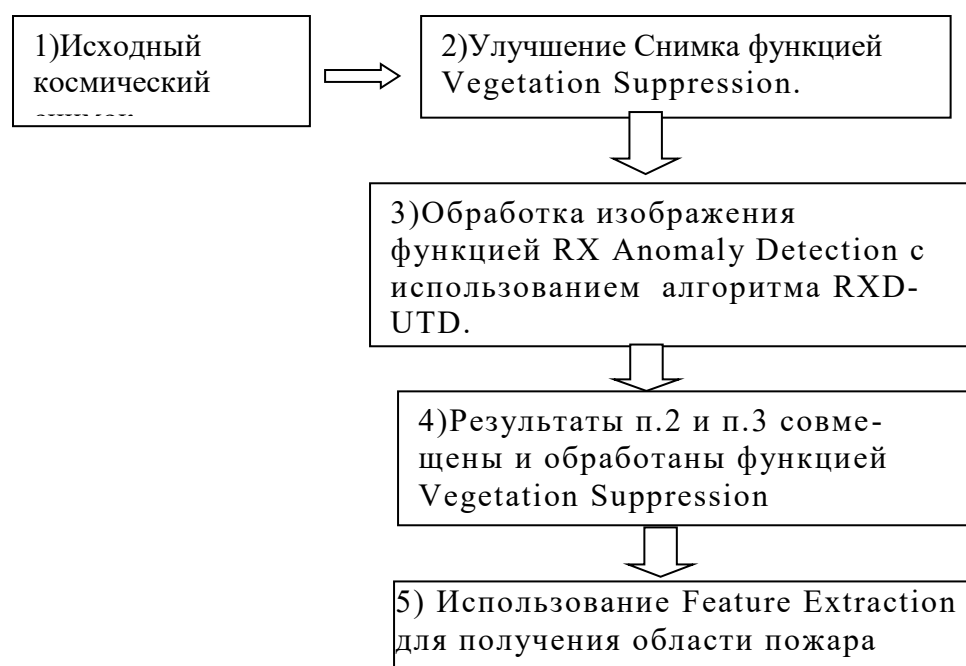 1)Исходный
космический
2)Улучшение Снимка функцией
Vegetation Suppression.
3)Обработка изображения
функцией RX Anomaly Detection с
использованием алгоритма RXD-
UTD.
4)Результаты п.2 и п.3 совме-
щены и обработаны функцией
Vegetation Suppression
5) Использование Feature Extraction
для получения области пожара